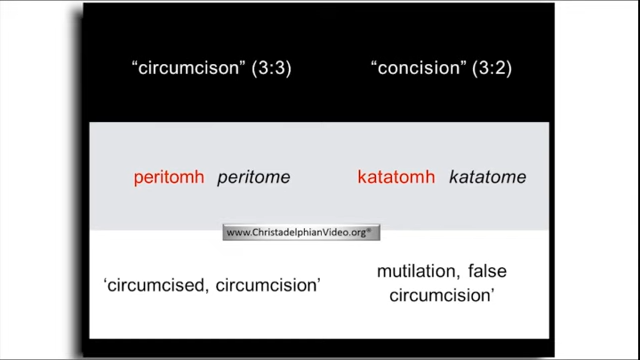 “circumcison” (3:3) “concision” (3:2)
peritomh peritome katatomh katatome
www.ChristadelphianVideo.org®
‘circumcised, circumcision’
mutilation, false
circumcision’